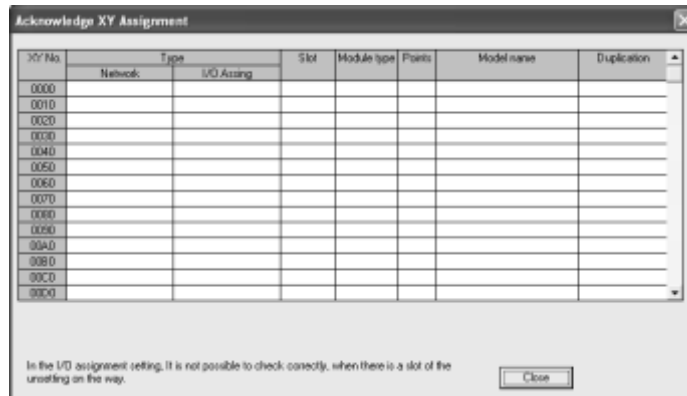 Acknowledge XY Assignment
XY No. Type Slot Module type Points Model name Duplication
Network I/O Assing
0000
0010
0020
0030
0040
0050
0060
0070
0080
0090
00A0
00B0
00C0
00D0
In the I/O assignment setting, It is not possible to check correctly, when there is a slot of the
unsetting on the way.
Close